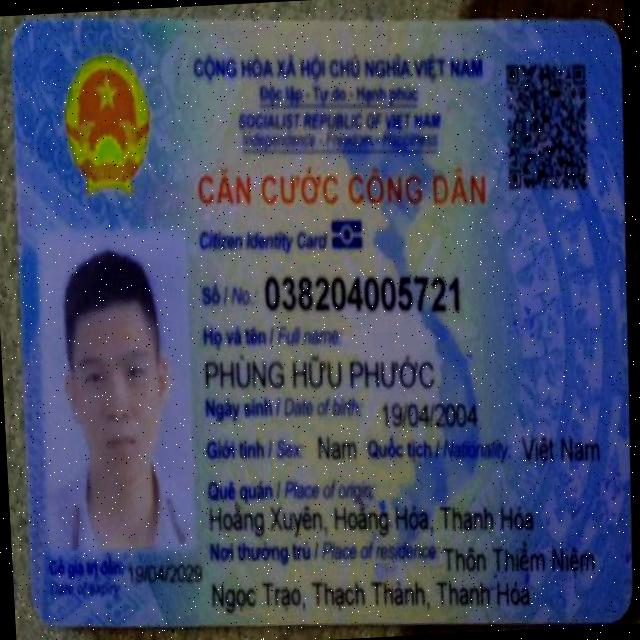 CỘNG HÒA XÃ HỘI CHỦ NGHĨA VIỆT NAM
Độc lập - Tự do - Hạnh phúc
SOCIALIST REPUBLIC OF VIET NAM
Independence - Freedom - Happiness
CĂN CƯỚC CÔNG DÂN
Citizen Identity Card
Số / No: 038204005721
Họ và tên / Full name:
PHÙNG HỮU PHƯỚC
Ngày sinh / Date of birth: 19/04/2004
Giới tính / Sex: Nam Quốc tịch / Nationality: Việt Nam
Quê quán / Place of origin:
Hoằng Xuyên, Hoằng Hóa, Thanh Hóa
Nơi thường trú / Place of residence: Thôn Thiểm Niệm
Ngọc Trạo, Thạch Thành, Thanh Hóa
Có giá trị đến: 19/04/2029
Date of expiry